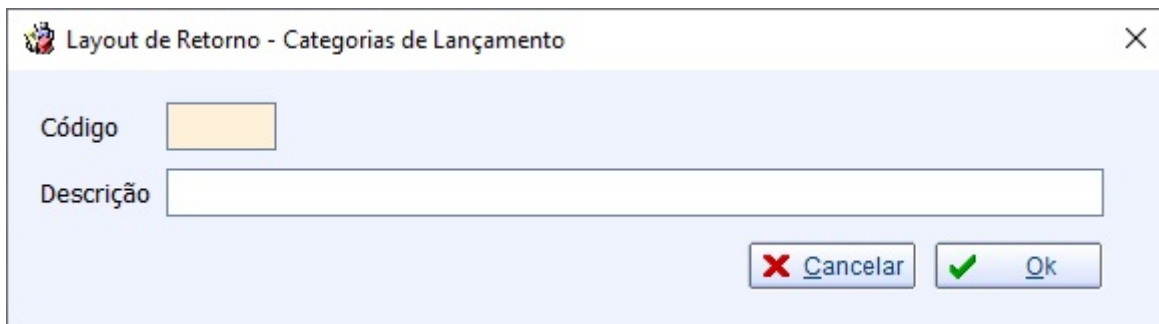 Layout de Retorno - Categorias de Lançamento
Código
Descrição
Cancelar
Ok